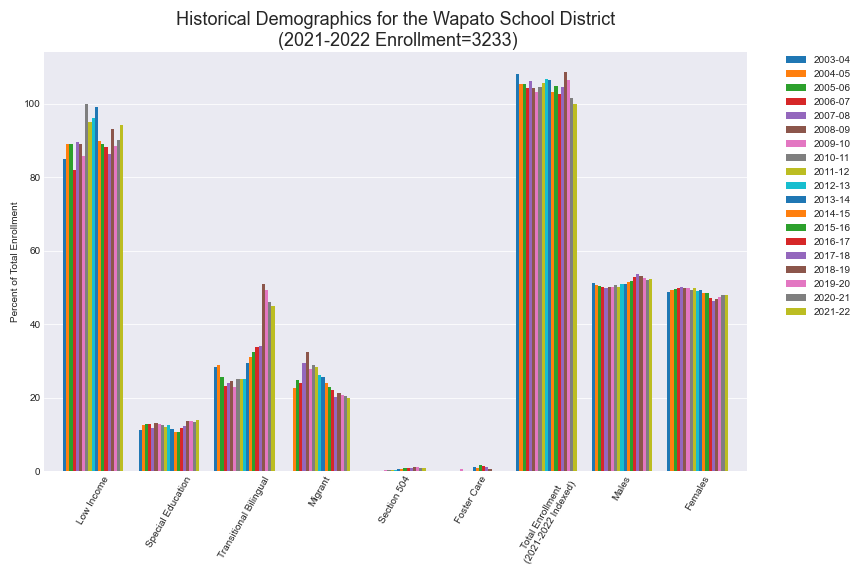 Historical Demographics for the Wapato School District
(2021-2022 Enrollment=3233)
Percent of Total Enrollment
100
80
60
40
20
0
Low Income
Special Education
Transitional Bilingual
Migrant
Section 504
Foster Care
Total Enrollment
(2021-2022 Indexed)
Males
Females
2003-04
2004-05
2005-06
2006-07
2007-08
2008-09
2009-10
2010-11
2011-12
2012-13
2013-14
2014-15
2015-16
2016-17
2017-18
2018-19
2019-20
2020-21
2021-22